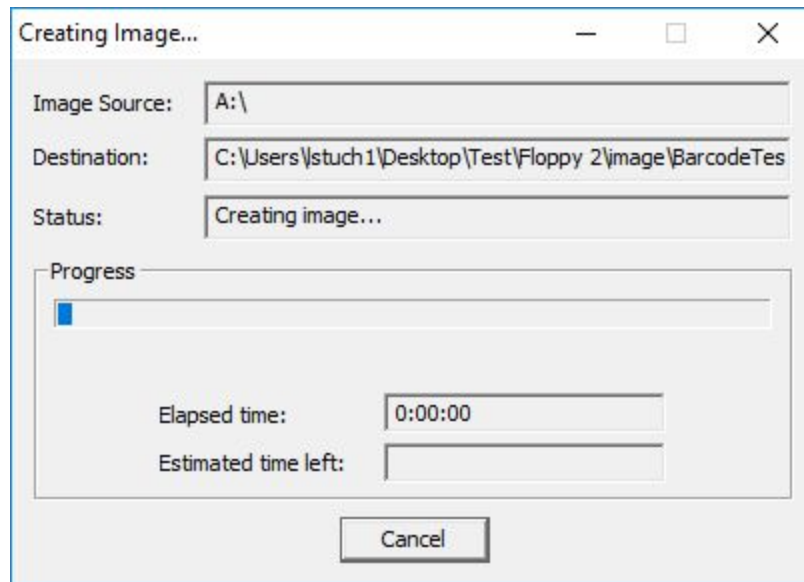 Creating Image...
Image Source: A:\
Destination: C:\Users\lstuch1\Desktop\Test\Floppy 2\image\BarcodeTes
Status: Creating image...
Progress
Elapsed time: 0:00:00
Estimated time left:
Cancel